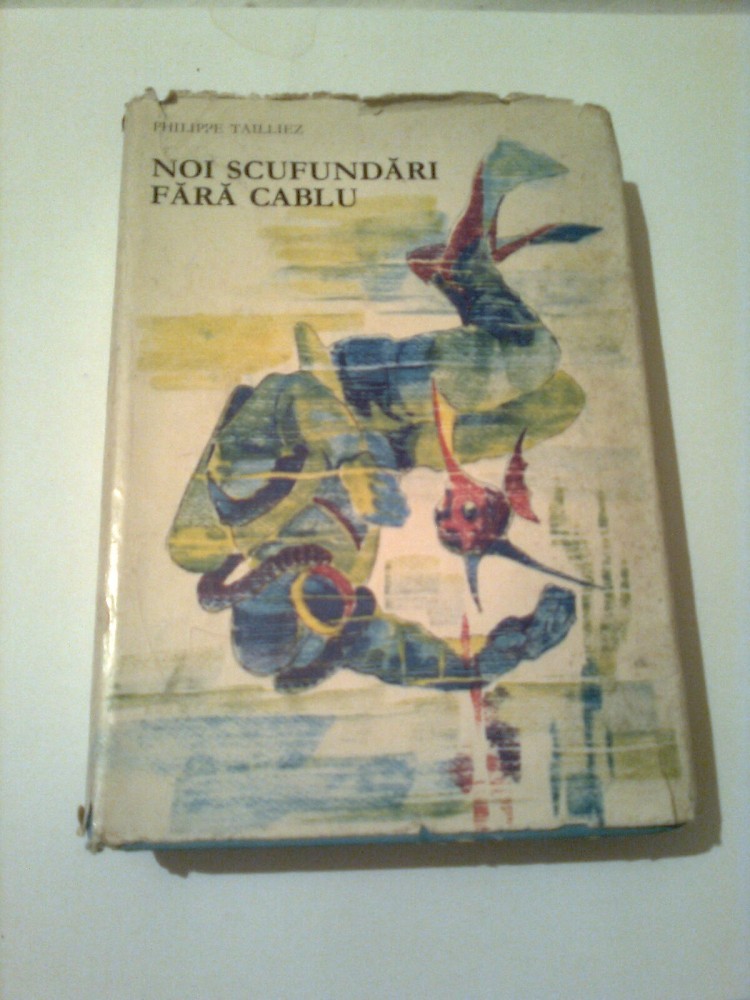 PHILIPPE TAILLIEZ
NOI SCUFUNDĂRI
FĂRĂ CABLU